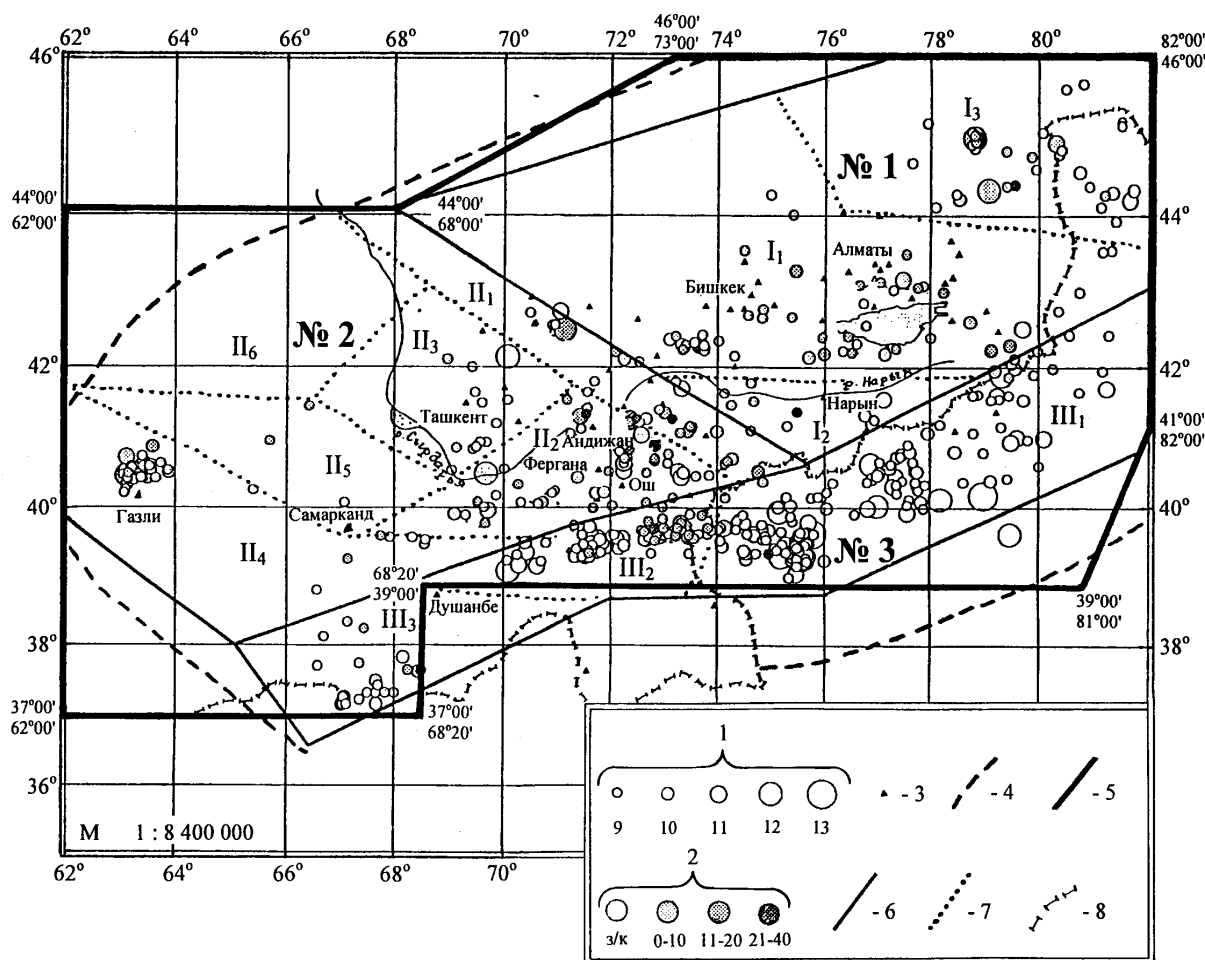 46°00'
62° 64° 66° 68° 70° 72° 73°00' 74° 76° 78° 80° 82°00'
46° 46°00'
I₃
№ 1
44°00'
62°00'
44°00'
68°00'
44°
I₁
Алматы
Бишкек
II₁
№ 2
II₃
II₆
42°
42°
р. Нарын
Нарын
III₁
41°00'
82°00'
Ташкент
р. Сырдарья
II₂
Андижан
Фергана
I₂
II₅
Ош
40°
40°
Газли
Самарканд
№ 3
II₄
III₂
68°20'
39°00'
Душанбе
39°00'
81°00'
III₃
38°
38°
37°00'
62°00'
37°00'
68°20'
36°
М 1 : 8 400 000
62° 64° 66° 68° 70°
1
9 10 11 12 13
- 3 - 4 - 5
2
з/к 0-10 11-20 21-40
- 6 - 7 - 8